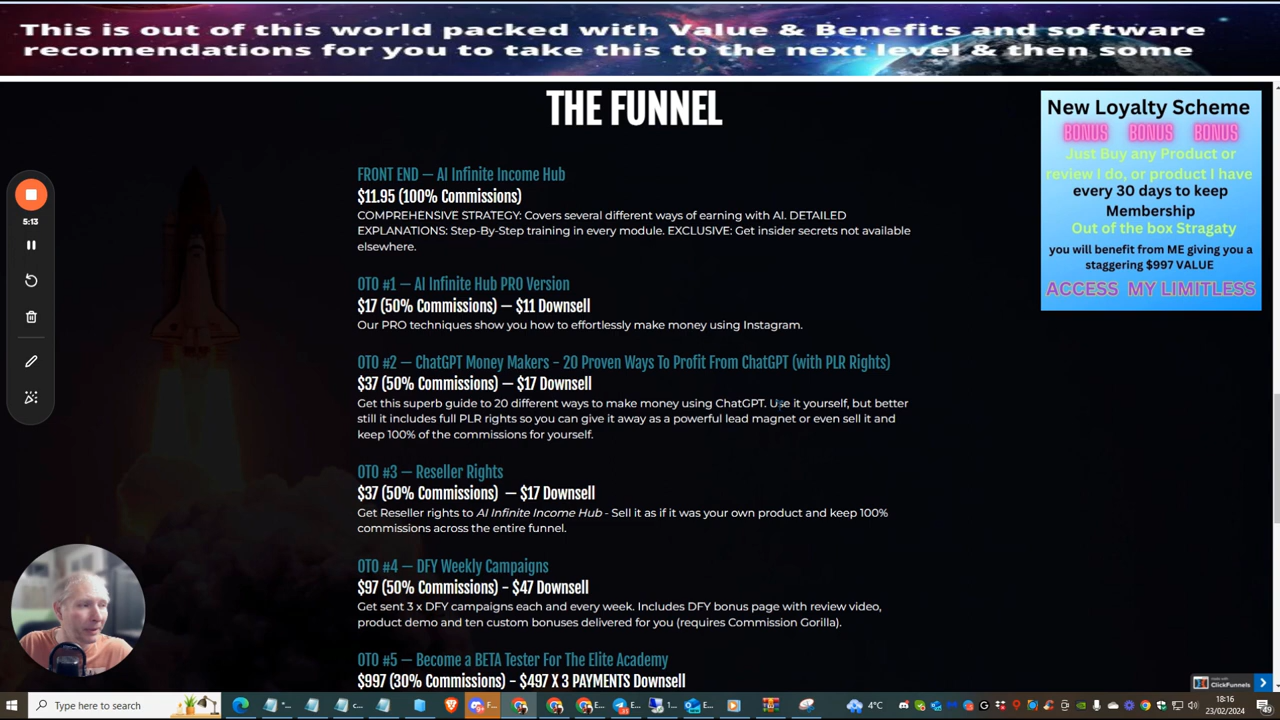 This is out of this world packed with Value & Benefits and software
recomendations for you to take this to the next level & then some
THE FUNNEL
FRONT END — AI Infinite Income Hub
$11.95 (100% Commissions)
COMPREHENSIVE STRATEGY: Covers several different ways of earning with AI. DETAILED
EXPLANATIONS: Step-By-Step training in every module. EXCLUSIVE: Get insider secrets not available
elsewhere.
OTO #1 — AI Infinite Hub PRO Version
$17 (50% Commissions) — $11 Downsell
Our PRO techniques show you how to effortlessly make money using Instagram.
OTO #2 — ChatGPT Money Makers - 20 Proven Ways To Profit From ChatGPT (with PLR Rights)
$37 (50% Commissions) — $17 Downsell
Get this superb guide to 20 different ways to make money using ChatGPT. Use it yourself, but better
still it includes full PLR rights so you can give it away as a powerful lead magnet or even sell it and
keep 100% of the commissions for yourself.
OTO #3 — Reseller Rights
$37 (50% Commissions) — $17 Downsell
Get Reseller rights to AI Infinite Income Hub - Sell it as if it was your own product and keep 100%
commissions across the entire funnel.
OTO #4 — DFY Weekly Campaigns
$97 (50% Commissions) - $47 Downsell
Get sent 3 x DFY campaigns each and every week. Includes DFY bonus page with review video,
product demo and ten custom bonuses delivered for you (requires Commission Gorilla).
OTO #5 — Become a BETA Tester For The Elite Academy
$997 (30% Commissions) - $497 X 3 PAYMENTS Downsell
New Loyalty Scheme
BONUS BONUS BONUS
Just Buy any Product or
review I do, or product I have
every 30 days to keep
Membership
Out of the box Stragaty
you will benefit from ME giving you a
staggering $997 VALUE
ACCESS MY LIMITLESS
5:13
ClickFunnels
Type here to search
4°C
18:16
23/02/2024